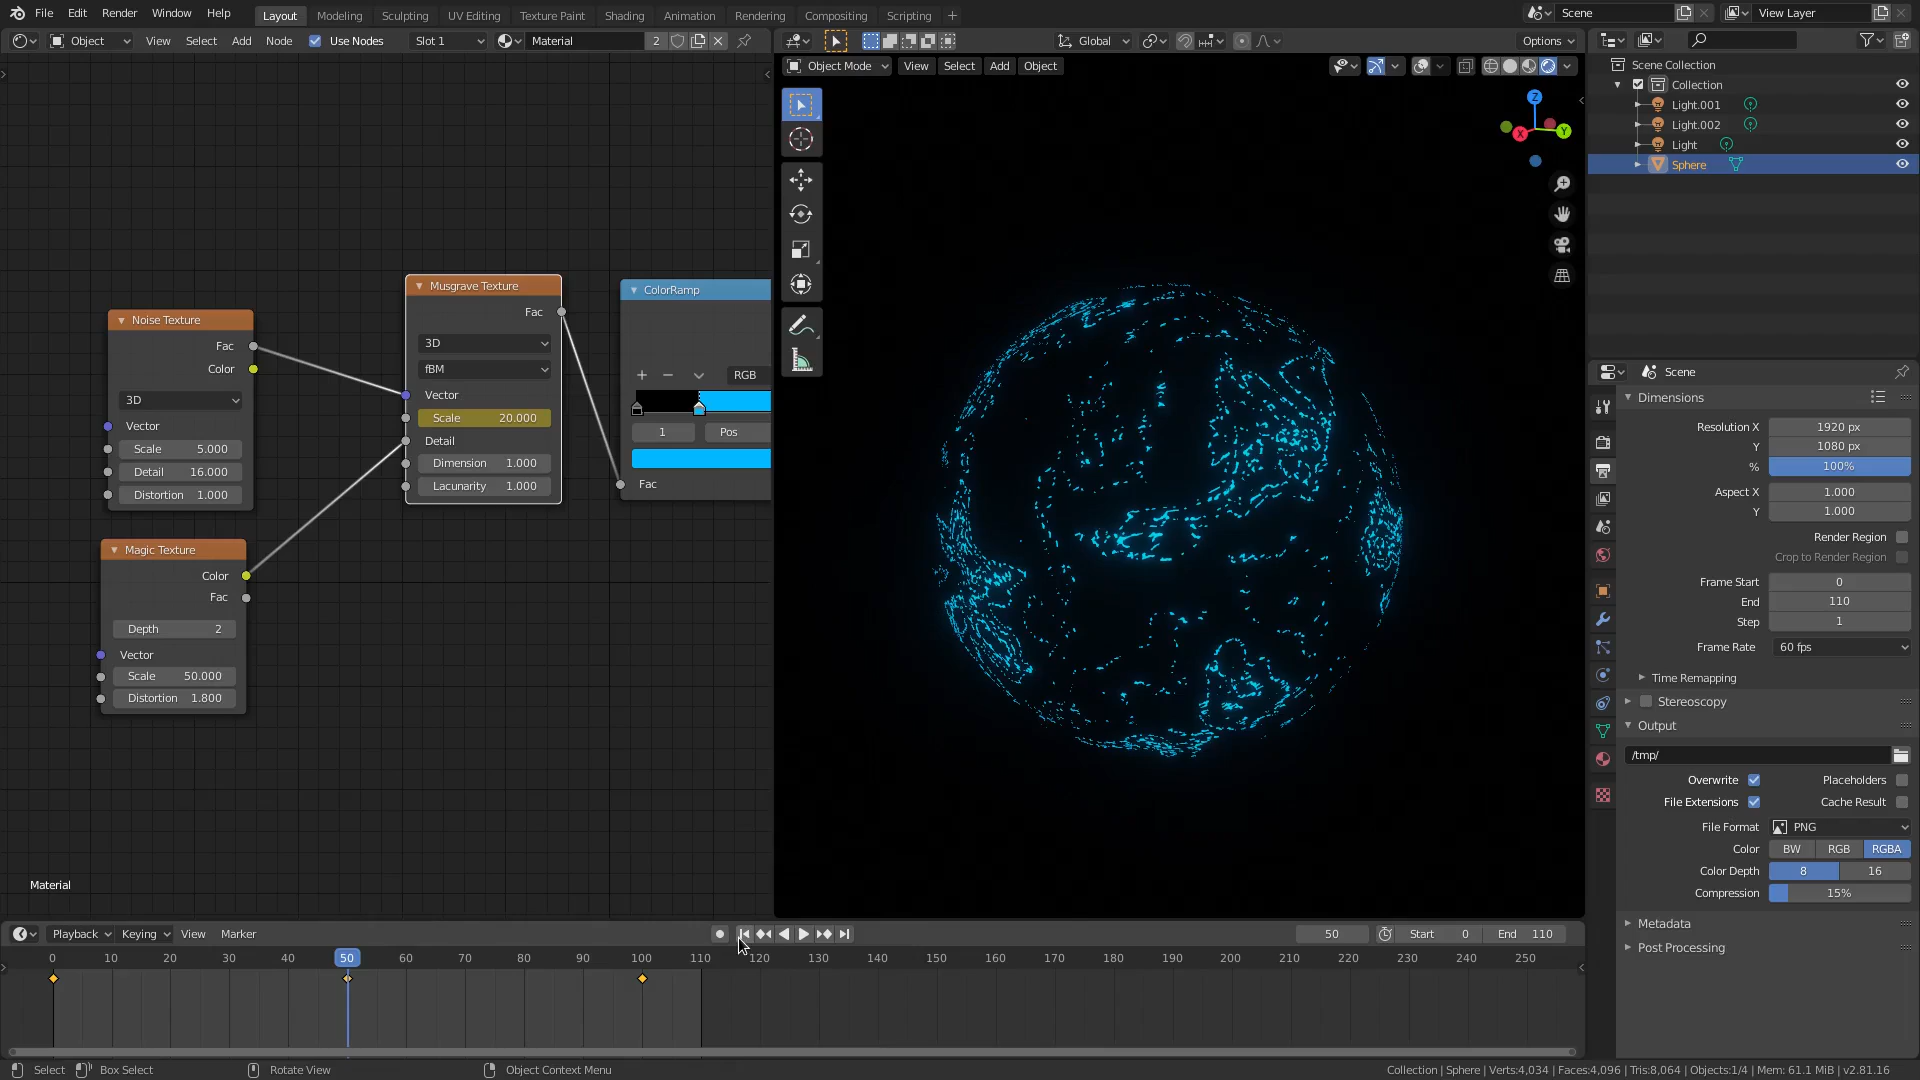 File Edit Render Window Help Layout Modeling Sculpting UV Editing Texture Paint Shading Animation Rendering Compositing Scripting + Scene View Layer
Object View Select Add Node Use Nodes Slot 1 Material 2 Global Options
Object Mode View Select Add Object
Scene Collection
Collection
Light.001
Light.002
Light
Sphere
Z
X
Y
Noise Texture
Fac
Color
3D
Vector
Scale 5.000
Detail 16.000
Distortion 1.000
Magic Texture
Color
Fac
Depth 2
Vector
Scale 50.000
Distortion 1.800
Musgrave Texture
Fac
3D
fBM
Vector
Scale 20.000
Detail
Dimension 1.000
Lacunarity 1.000
ColorRamp
RGB
1 Pos
Fac
Material
Scene
Dimensions
Resolution X 1920 px
Y 1080 px
% 100%
Aspect X 1.000
Y 1.000
Render Region
Crop to Render Region
Frame Start 0
End 110
Step 1
Frame Rate 60 fps
Time Remapping
Stereoscopy
Output
/tmp/
Overwrite Placeholders
File Extensions Cache Result
File Format PNG
Color BW RGB RGBA
Color Depth 8 16
Compression 15%
Metadata
Post Processing
Playback Keying View Marker 50 Start 0 End 110
0 10 20 30 40 50 60 70 80 90 100 110 120 130 140 150 160 170 180 190 200 210 220 230 240 250
Select Box Select Rotate View Object Context Menu Collection | Sphere | Verts:4,034 | Faces:4,096 | Tris:8,064 | Objects:1/4 | Mem: 61.1 MiB | v2.81.16